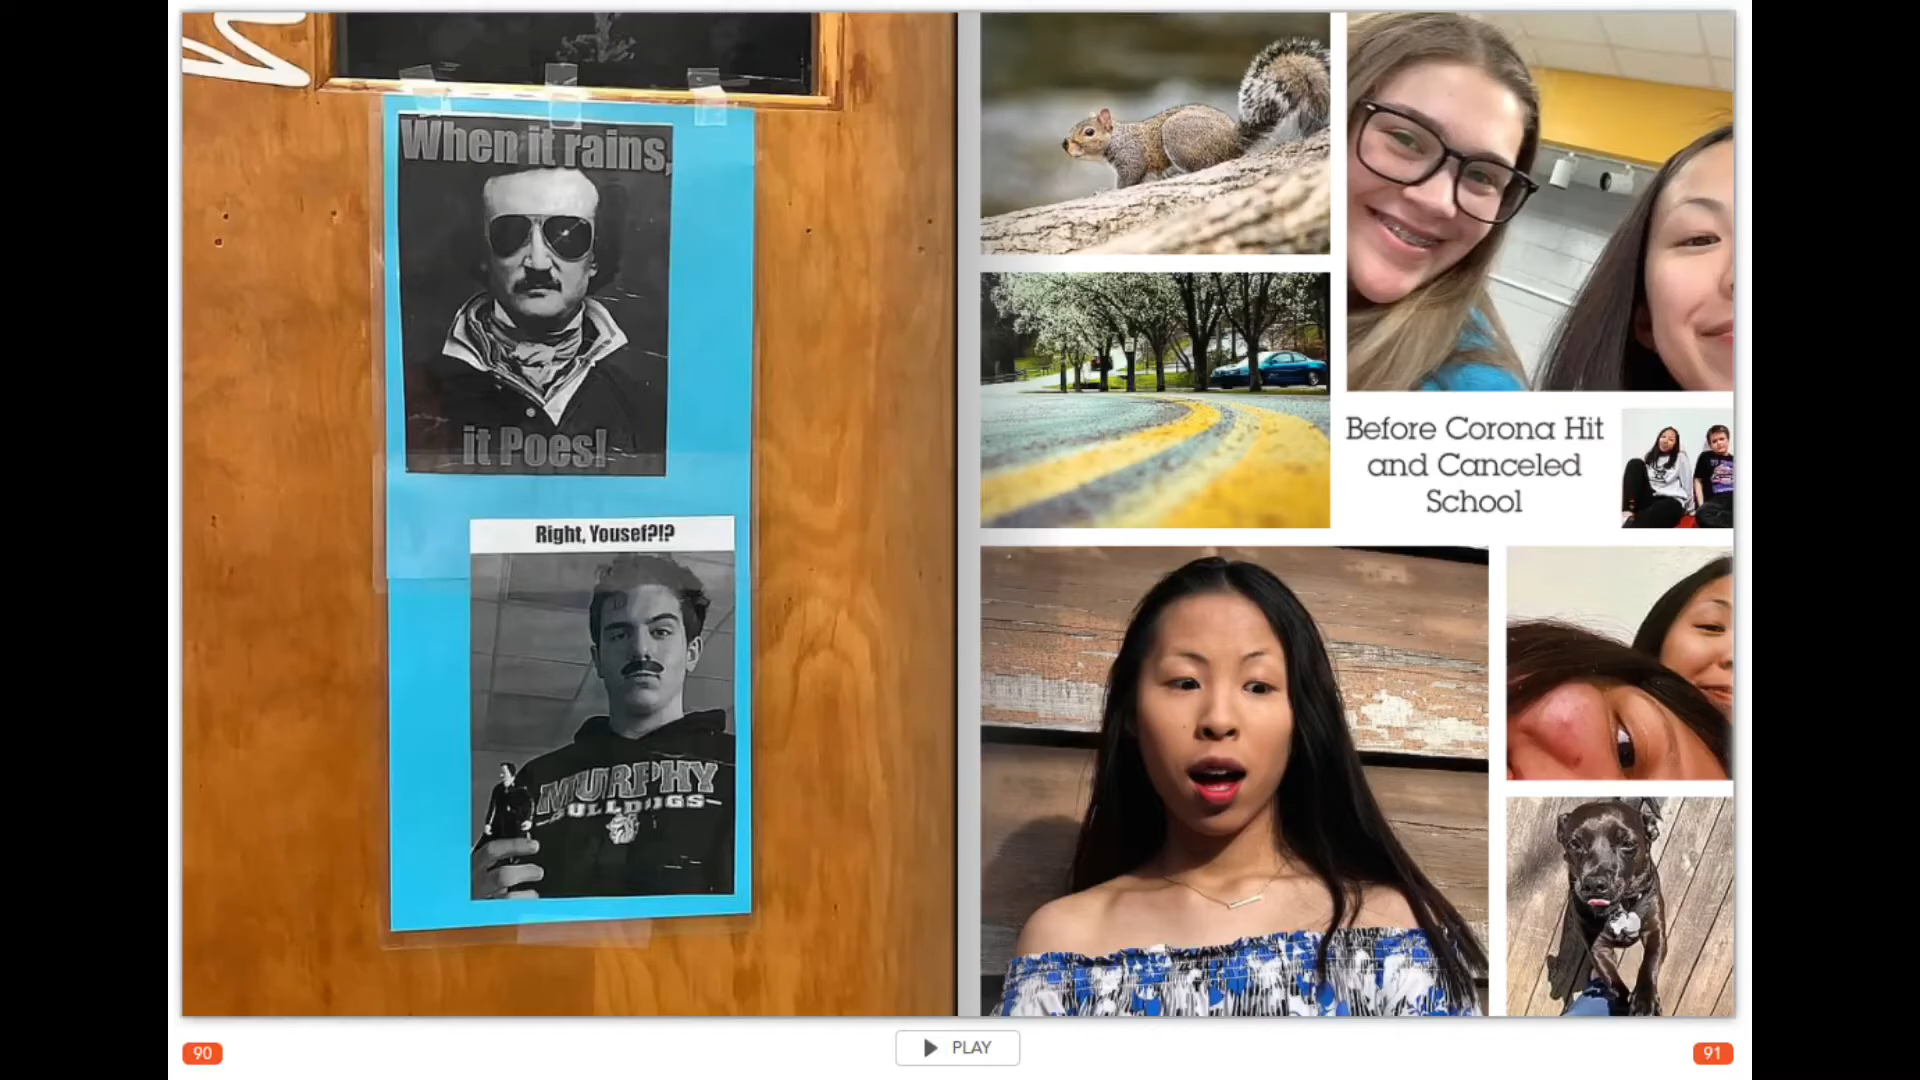 When it rains,
it Poes!
Right, Yousef?!?
MURPHY
BULLDOGS
Before Corona Hit
and Canceled
School
90
PLAY
91